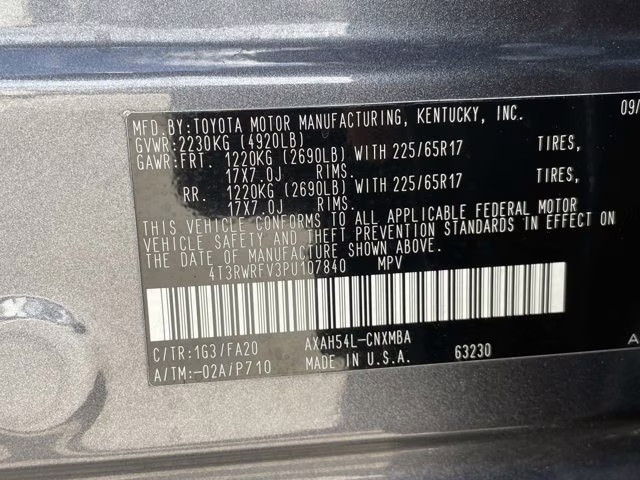 MFD.BY:TOYOTA MOTOR MANUFACTURING, KENTUCKY, INC. 09/
GVWR:2230KG (4920LB)
GAWR:FRT. 1220KG (2690LB) WITH 225/65R17 TIRES,
17X7.0J RIMS.
RR. 1220KG (2690LB) WITH 225/65R17 TIRES,
17X7.0J RIMS.
THIS VEHICLE CONFORMS TO ALL APPLICABLE FEDERAL MOTOR
VEHICLE SAFETY AND THEFT PREVENTION STANDARDS IN EFFECT ON
THE DATE OF MANUFACTURE SHOWN ABOVE.
4T3RWRFV3PU107840 MPV
C/TR:1G3/FA20 AXAH54L-CNXMBA
A/TM:-02A/P710 MADE IN U.S.A. 63230 A